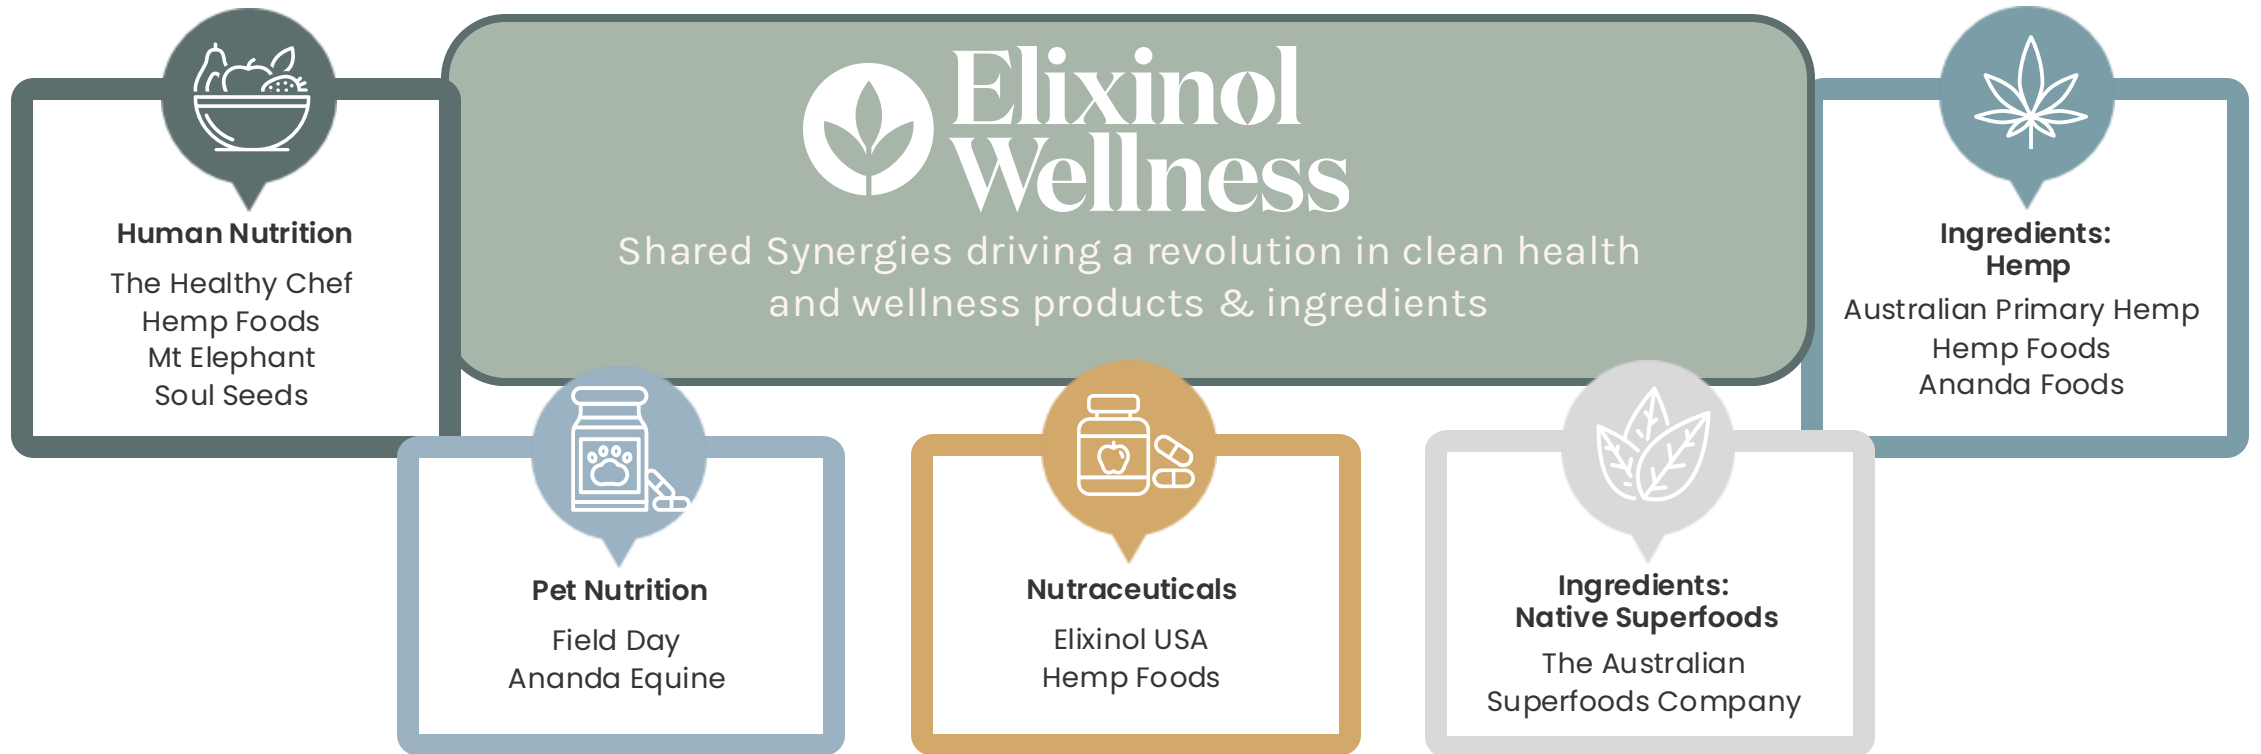 Elixinol
Wellness
Shared Synergies driving a revolution in clean health
and wellness products & ingredients
Human Nutrition
The Healthy Chef
Hemp Foods
Mt Elephant
Soul Seeds
Pet Nutrition
Field Day
Ananda Equine
Nutraceuticals
Elixinol USA
Hemp Foods
Ingredients:
Native Superfoods
The Australian
Superfoods Company
Ingredients:
Hemp
Australian Primary Hemp
Hemp Foods
Ananda Foods